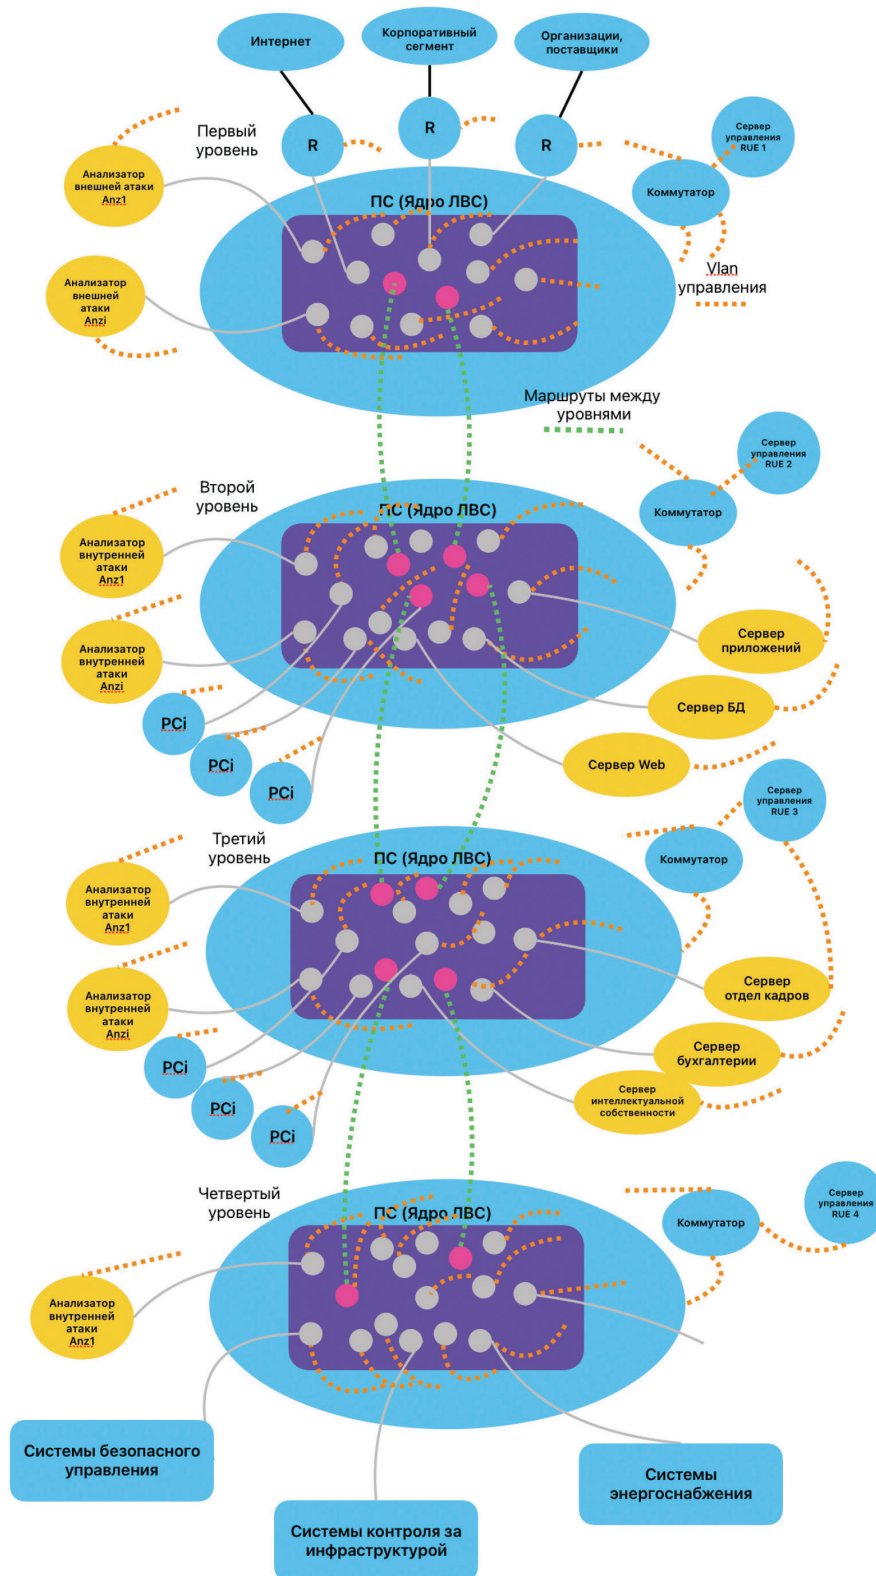 Интернет
Корпоративный
сегмент
Организации,
поставщики
R
R
R
Первый
уровень
Сервер
управления
RUE 1
Коммутатор
Анализатор
внешней атаки
Anz1
ПС (Ядро ЛВС)
Анализатор
внешней
атаки
Anzi
Vlan
управления
Маршруты между
уровнями
Сервер
управления
RUE 2
Второй
уровень
ПС (Ядро ЛВС)
Коммутатор
Анализатор
внутренней
атаки
Anz1
Анализатор
внутренней
атаки
Anzi
Сервер
приложений
PCi
Сервер БД
PCi
Сервер Web
PCi
Сервер
управления
RUE 3
Третий
уровень
ПС (Ядро ЛВС)
Коммутатор
Анализатор
внутренней
атаки
Anz1
Анализатор
внутренней
атаки
Anzi
Сервер
отдел кадров
PCi
Сервер
бухгалтерии
PCi
Сервер
интеллектуальной
собственности
PCi
Четвертый
уровень
ПС (Ядро ЛВС)
Коммутатор
Сервер
управления
RUE 4
Анализатор
внутренней
атаки
Anz1
Системы безопасного
управления
Системы
энергоснабжения
Системы контроля за
инфраструктурой